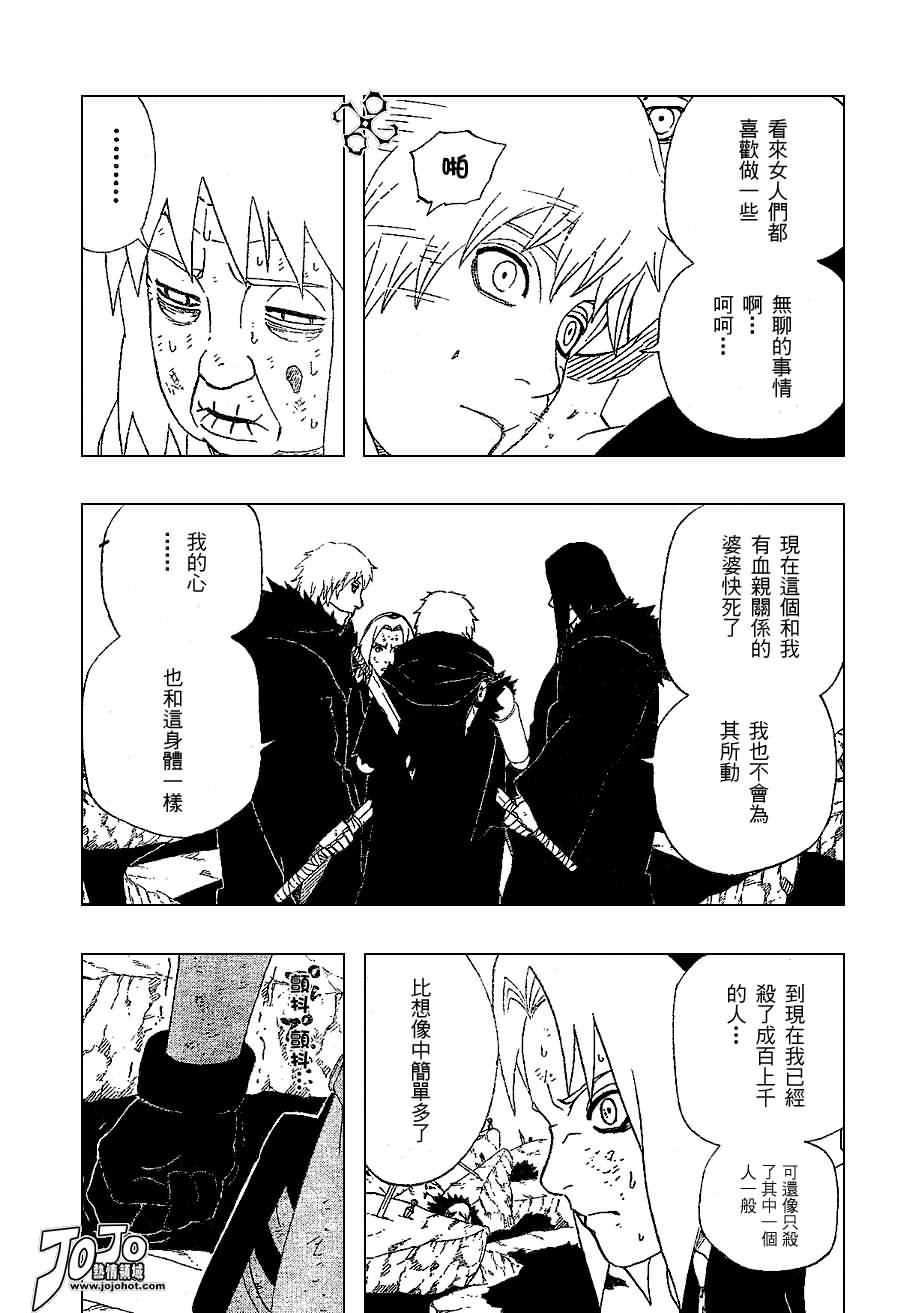 看來女人們都
喜歡做一些
無聊的事情
啊…
呵呵…
啪
………
現在這個和我
有血親關係的
婆婆快死了
我也不會為
其所動
我的心
……
也和這身體一樣
到現在我已經
殺了成百上千
的人…
可還像只殺
了其中一個
人一般
比想像中簡單多了
顫抖
顫抖…
JOJO
熱情領域
www.jojohot.com